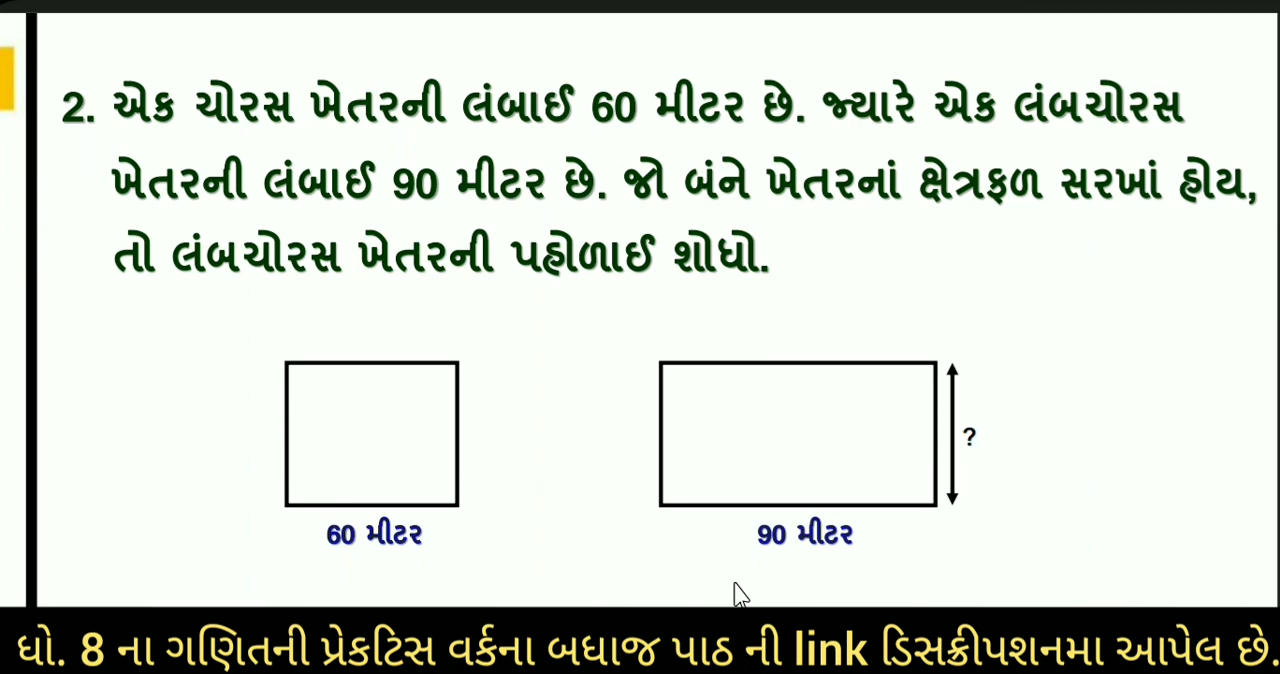 2. એક ચોરસ ખેતરની લંબાઈ 60 મીટર છે. જ્યારે એક લંબચોરસ
ખેતરની લંબાઈ 90 મીટર છે. જો બંને ખેતરનાં ક્ષેત્રફળ સરખાં હોય,
તો લંબચોરસ ખેતરની પહોળાઈ શોધો.
?
60 મીટર
90 મીટર
ધો. 8 ના ગણિતની પ્રેકટિસ વર્કના બધાજ પાઠ ની link ડિસક્રીપશનમા આપેલ છે.